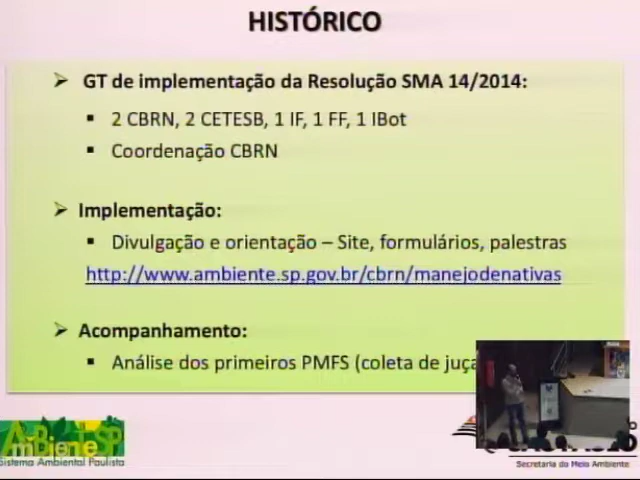 HISTÓRICO
➢ GT de implementação da Resolução SMA 14/2014:
▪ 2 CBRN, 2 CETESB, 1 IF, 1 FF, 1 IBot
▪ Coordenação CBRN
➢ Implementação:
▪ Divulgação e orientação – Site, formulários, palestras
http://www.ambiente.sp.gov.br/cbrn/manejodenativas
➢ Acompanhamento:
▪ Análise dos primeiros PMFS (coleta de
AmBienteSP
Sistema Ambiental Paulista
Secretaria do Meio Ambiente